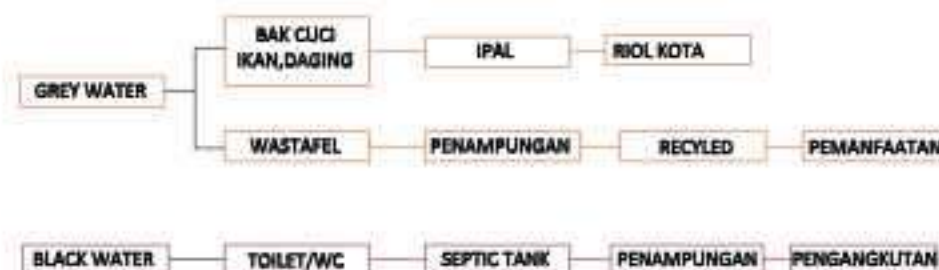 GREY WATER
BAK CUCI
IKAN,DAGING
IPAL
RIOL KOTA
WASTAFEL
PENAMPUNGAN
RECYLED
PEMANFAATAN
BLACK WATER
TOILET/WC
SEPTIC TANK
PENAMPUNGAN
PENGANGKUTAN